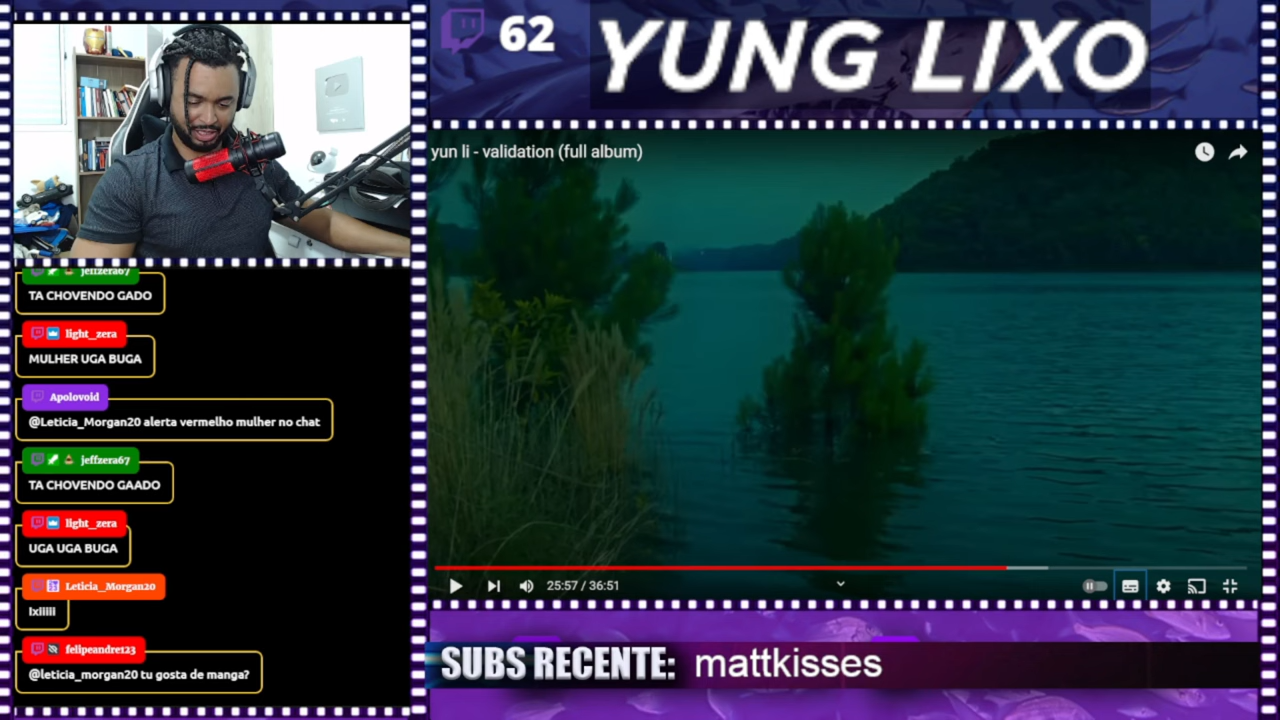 62
YUNG LIXO
yun li - validation (full album)
jeffzera67
TA CHOVENDO GADO
light_zera
MULHER UGA BUGA
Apolovoid
@Leticia_Morgan20 alerta vermelho mulher no chat
jeffzera67
TA CHOVENDO GAADO
light_zera
UGA UGA BUGA
Leticia_Morgan20
Ixiiiii
felipeandre123
@leticia_morgan20 tu gosta de manga?
25:57 / 36:51
SUBS RECENTE: mattkisses